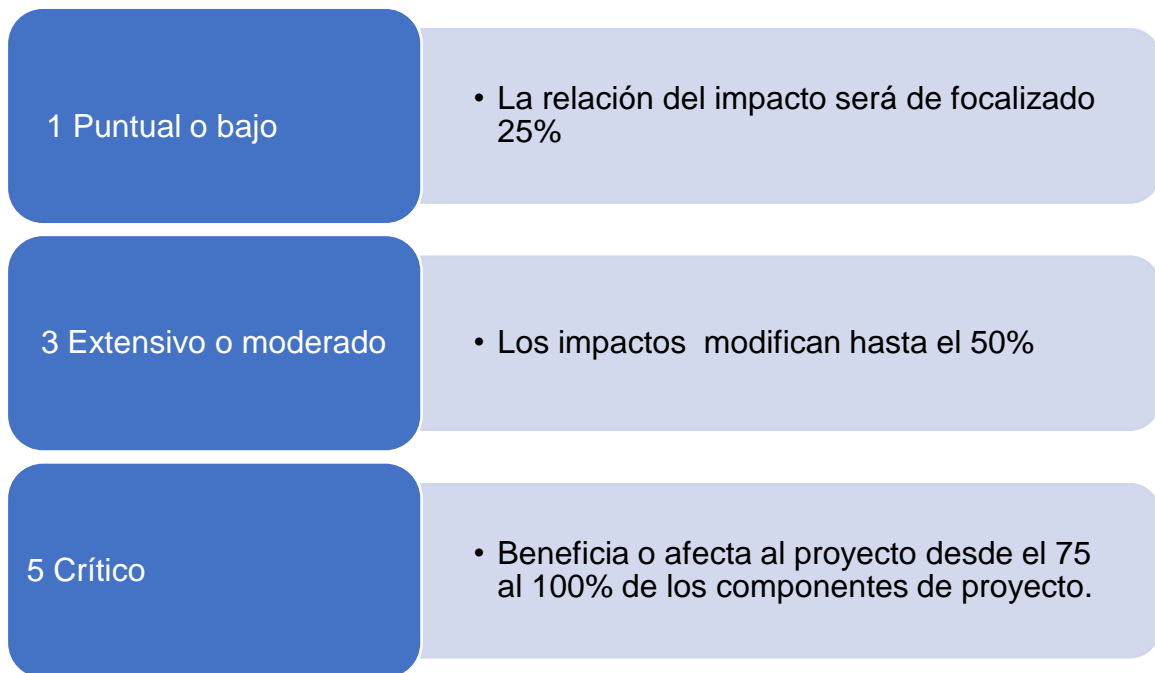 1 Puntual o bajo
• La relación del impacto será de focalizado
25%
3 Extensivo o moderado
• Los impactos  modifican hasta el 50%
5 Crítico
• Beneficia o afecta al proyecto desde el 75
al 100% de los componentes de proyecto.